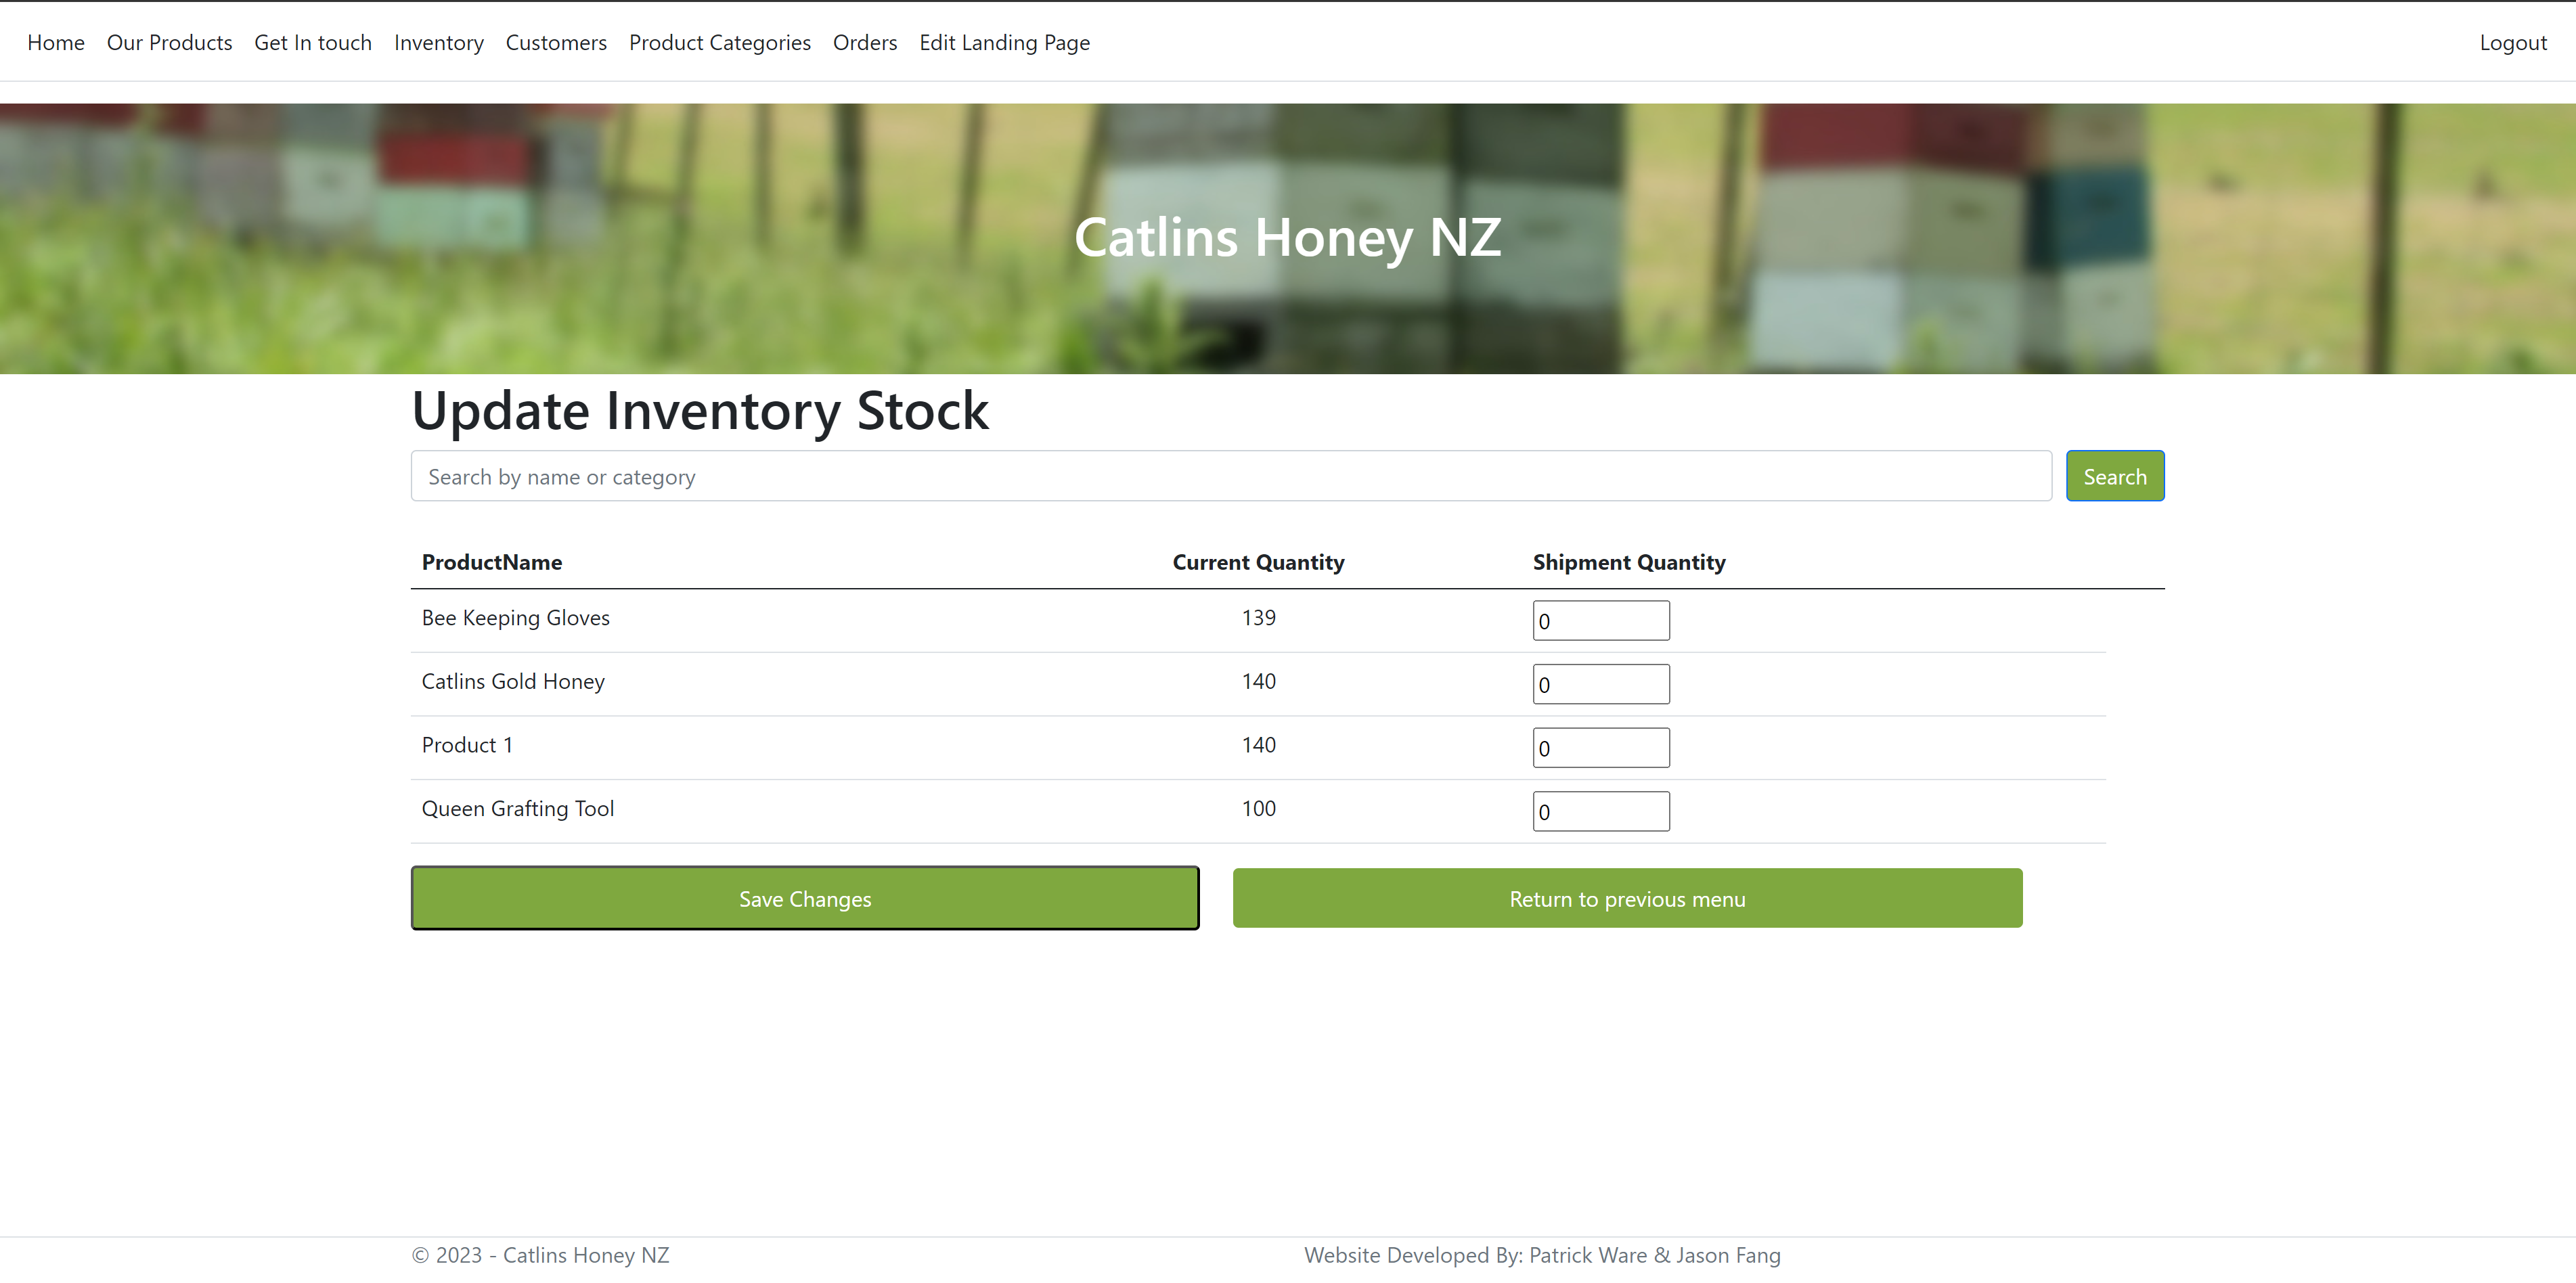 Home Our Products Get In touch Inventory Customers Product Categories Orders Edit Landing Page Logout
Catlins Honey NZ
Update Inventory Stock
Search by name or category Search
ProductName Current Quantity Shipment Quantity
Bee Keeping Gloves 139 0
Catlins Gold Honey 140 0
Product 1 140 0
Queen Grafting Tool 100 0
Save Changes Return to previous menu
© 2023 - Catlins Honey NZ Website Developed By: Patrick Ware & Jason Fang